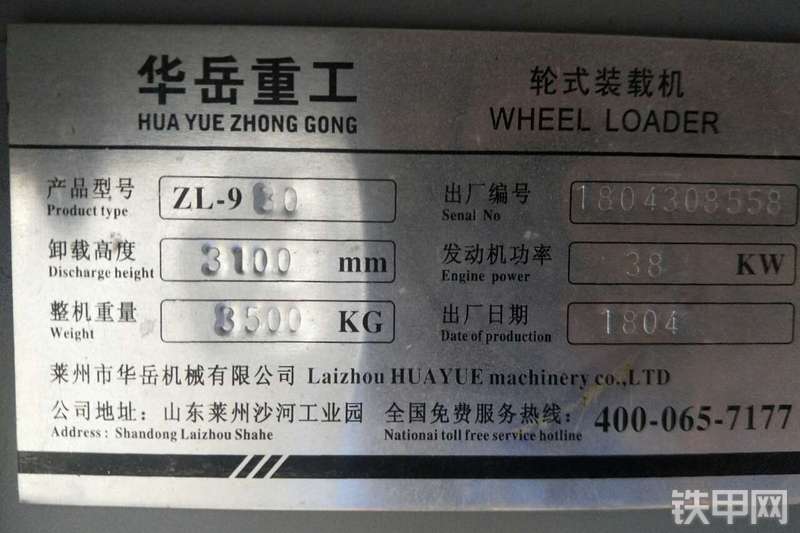 华岳重工
HUA YUE ZHONG GONG
轮式装载机
WHEEL LOADER
产品型号 ZL-930
Product type
出厂编号 1804308558
Senal No
卸载高度 3100 mm
Discharge height
发动机功率 38 KW
Engine power
整机重量 3500 KG
Weight
出厂日期 1804
Date of production
莱州市华岳机械有限公司 Laizhou HUAYUE machinery co.,LTD
公司地址：山东莱州沙河工业园 全国免费服务热线：400-065-7177
Address : Shandong Laizhou Shahe Nationai toll free service hotline
铁甲网